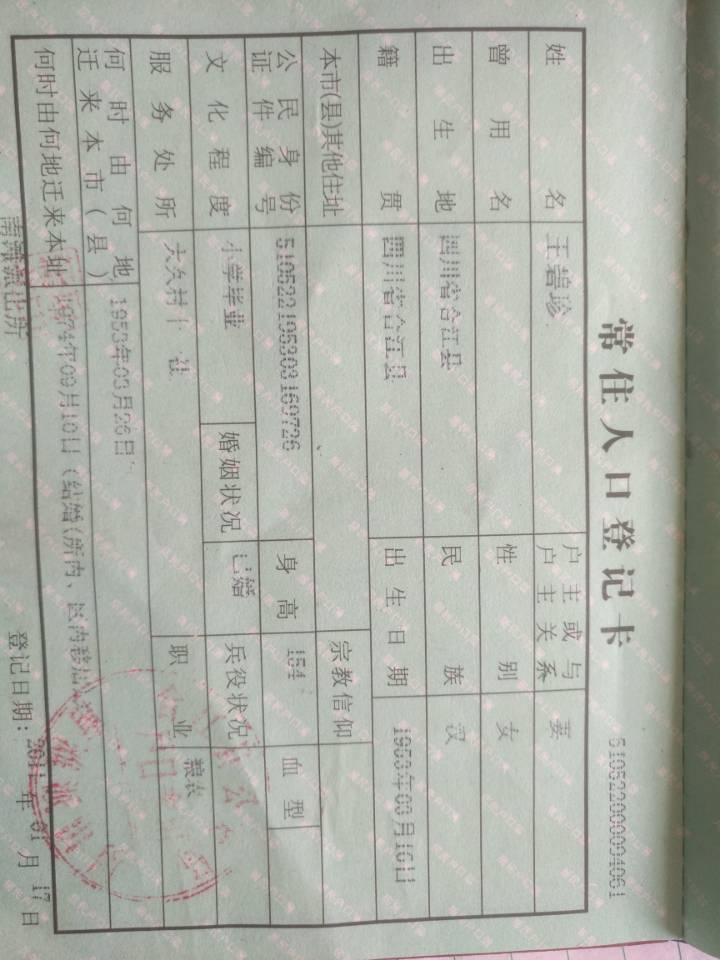 常住人口登记卡
510522000094061
姓名 王碧珍 户主或与户主关系 妻
曾用名 性别 女
出生地 四川省合江县 民族 汉
籍贯 四川省合江县 出生日期 1953年03月16日
本市(县)其他住址 宗教信仰
公民身份证件编号 510522195303169726 身高 154 血型
文化程度 小学毕业 婚姻状况 已婚 兵役状况
服务处所 职业 粮农
何时由何地迁来本市(县) 1953年03月26日
何时由何地迁来本址 1974年09月10日(结婚(所内、区内移居
登记日期: 2011年01月17日